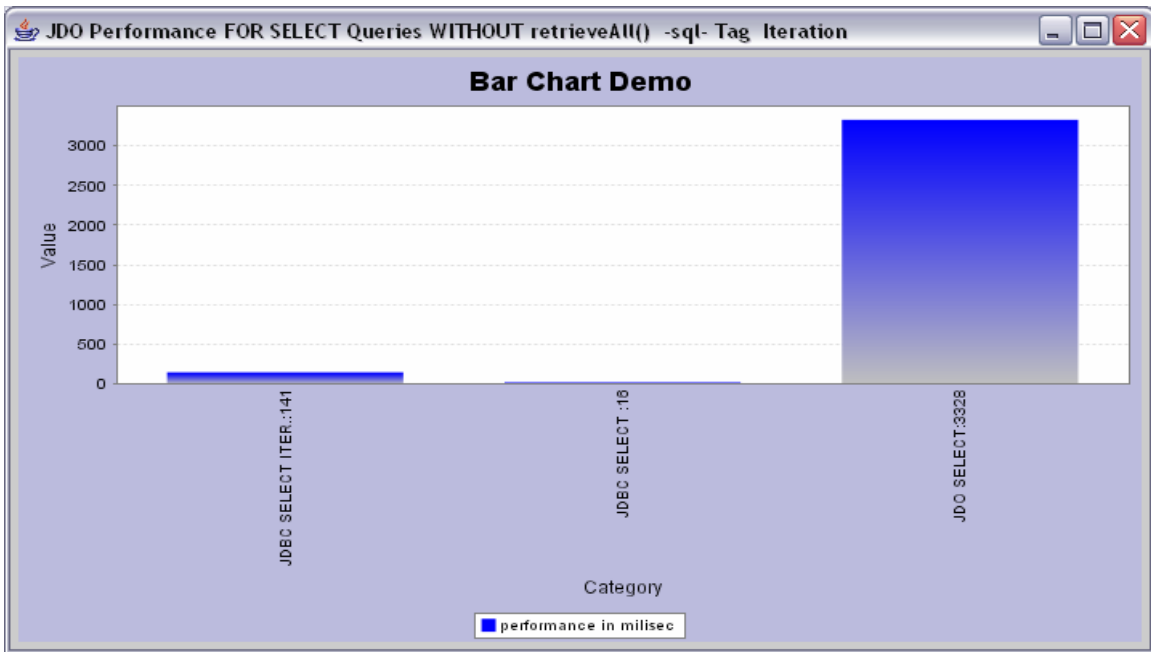 JDO Performance FOR SELECT Queries WITHOUT retrieveAll() -sql- Tag Iteration
Bar Chart Demo
Value
3000
2500
2000
1500
1000
500
0
JDBC SELECT ITER.:141
JDBC SELECT :16
JDO SELECT:3328
Category
performance in milisec